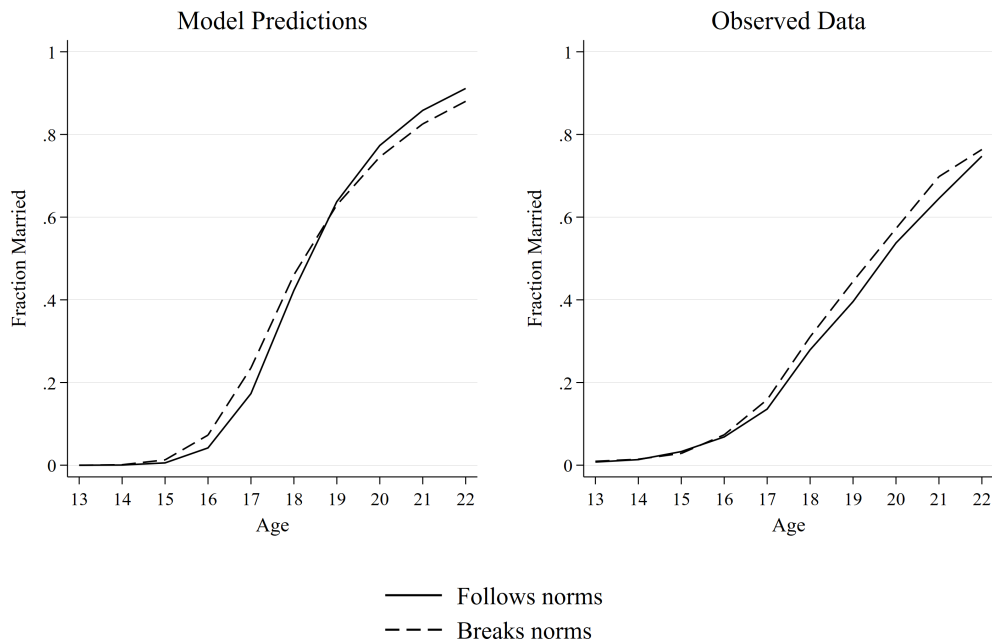 Model Predictions
Fraction Married
1
.8
.6
.4
.2
0
13 14 15 16 17 18 19 20 21 22
Age
Observed Data
Fraction Married
1
.8
.6
.4
.2
0
13 14 15 16 17 18 19 20 21 22
Age
Follows norms
Breaks norms